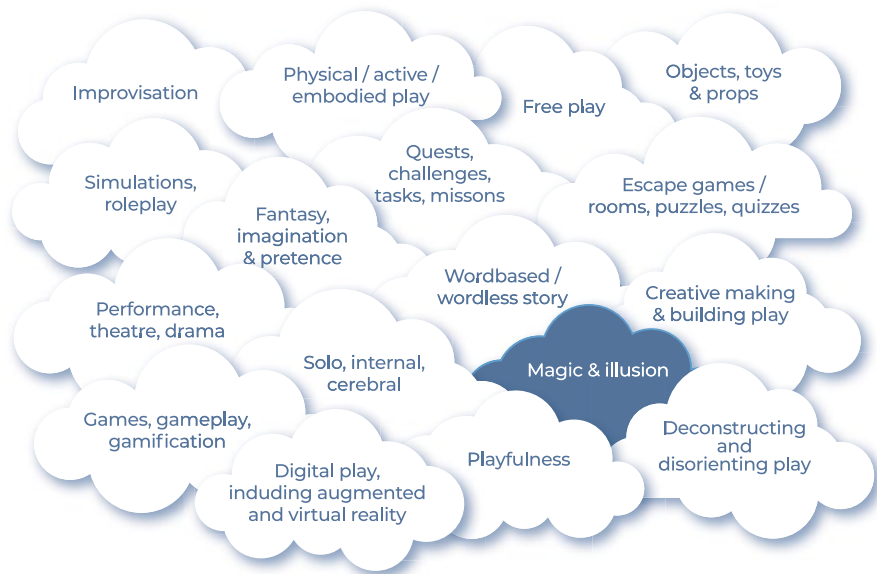 Improvisation
Physical / active /
embodied play
Free play
Objects, toys
& props
Simulations,
roleplay
Fantasy,
imagination
& pretence
Quests,
challenges,
tasks, missons
Escape games /
rooms, puzzles, quizzes
Performance,
theatre, drama
Wordbased /
wordless story
Creative making
& building play
Solo, internal,
cerebral
Magic & illusion
Games, gameplay,
gamification
Digital play,
including augmented
and virtual reality
Playfulness
Deconstructing
and
disorienting play